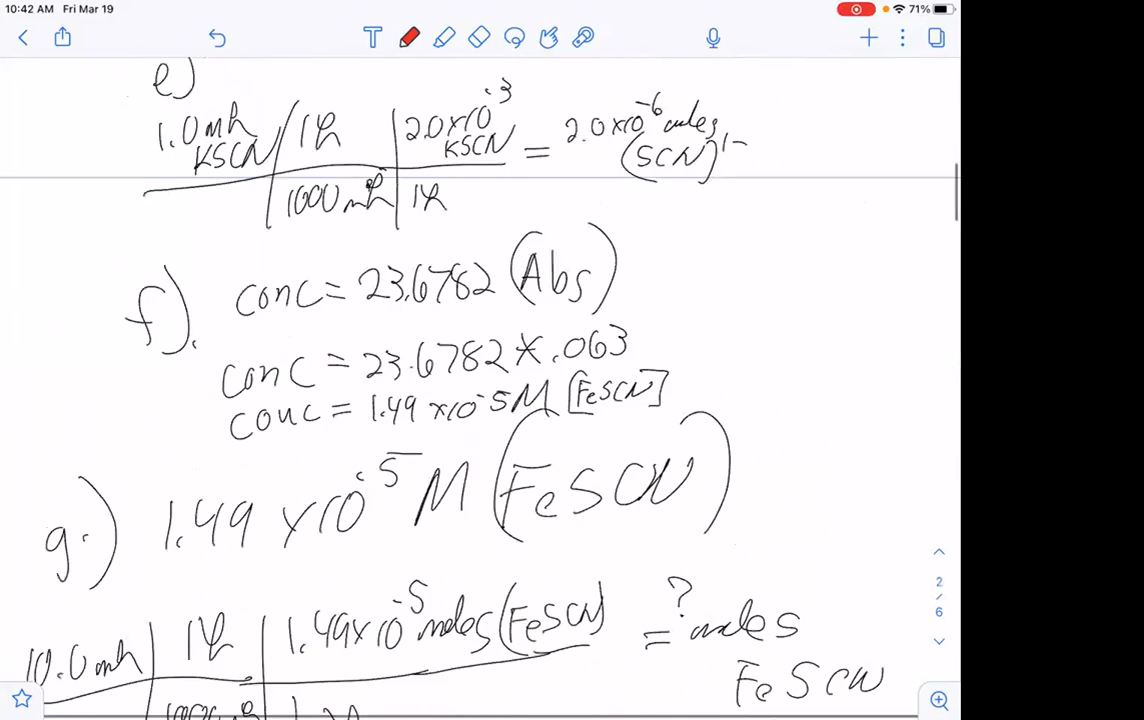 10:42 AM Fri Mar 19
71%
e)
1.0 mL 1L 2.0x10^-3
KSCN KSCN = 2.0x10^-6 moles
(SCN)^1-
1000 mL 1L
f). conc = 23.6782 (Abs)
conc = 23.6782 * .063
conc = 1.49 x10^-5 M [FeSCN]
g.) 1.49 x10^-5 M (FeSCN)
10.0 mL 1L 1.49x10^-5 moles (FeSCN) = ? moles
FeSCN
2
/
6